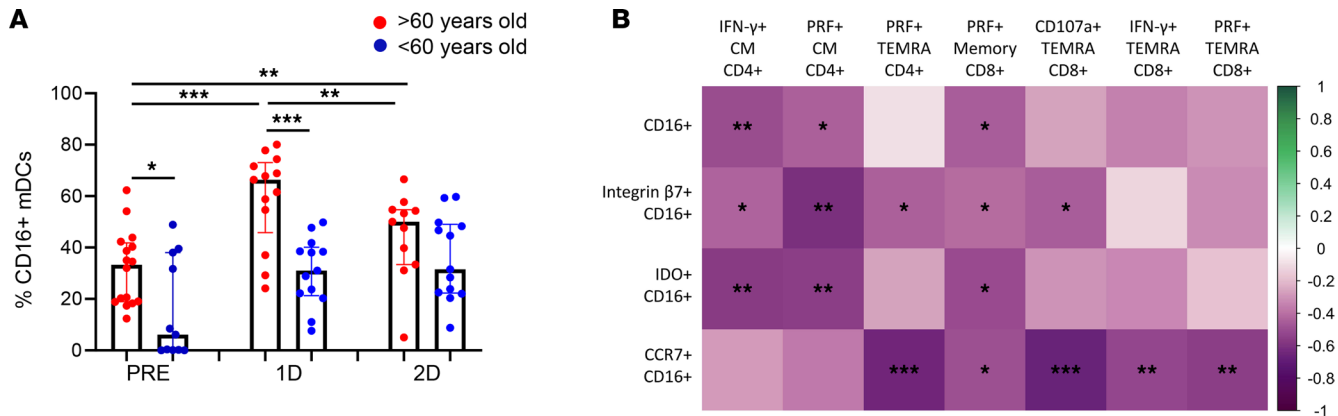 A
>60 years old
<60 years old
% CD16+ mDCs
100
80
60
40
20
0
**
***
**
***
*
PRE
1D
2D
B
IFN-γ+
CM
CD4+
PRF+
CM
CD4+
PRF+
TEMRA
CD4+
PRF+
Memory
CD8+
CD107a+
TEMRA
CD8+
IFN-γ+
TEMRA
CD8+
PRF+
TEMRA
CD8+
CD16+
** * *
Integrin β7+
CD16+
* ** * * *
IDO+
CD16+
** ** *
CCR7+
CD16+
*** * *** ** **
1
0.8
0.6
0.4
0.2
0
-0.2
-0.4
-0.6
-0.8
-1